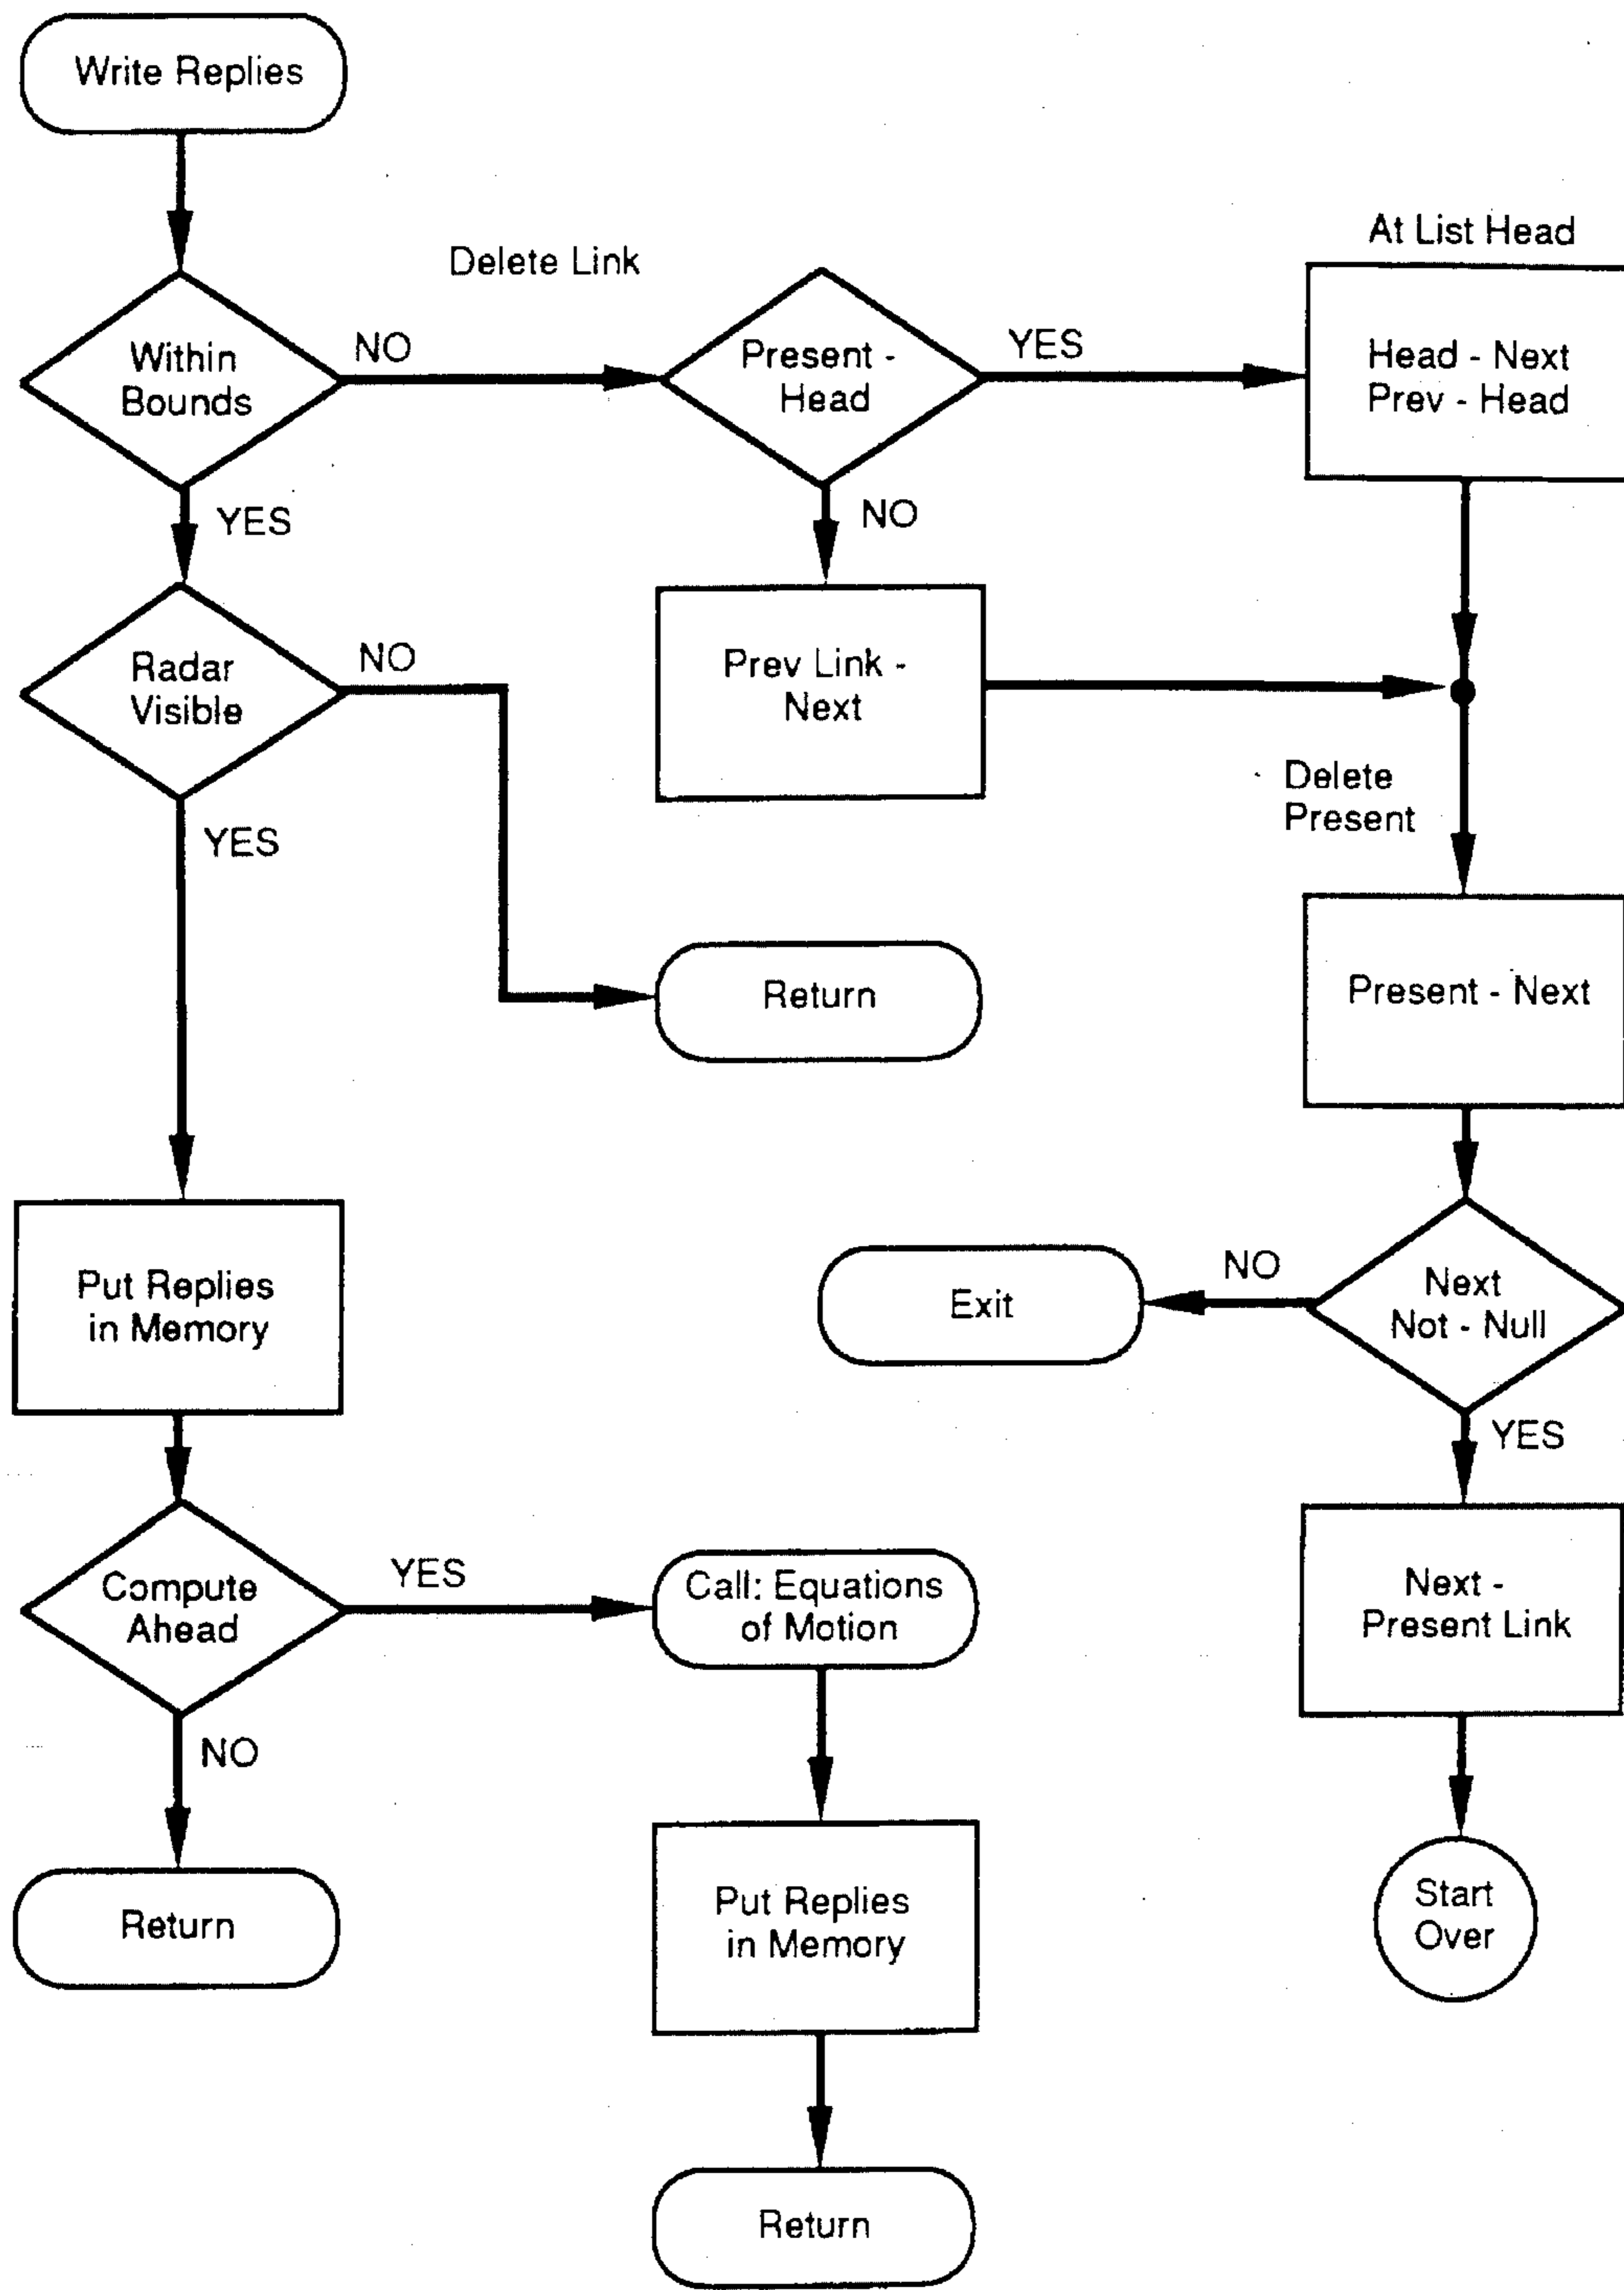 Write Replies
At List Head
Delete Link
Within
Bounds
NO
Present -
Head
YES
Head - Next
Prev - Head
YES
NO
Radar
Visible
NO
Prev Link -
Next
Delete
Present
YES
Return
Present - Next
Put Replies
in Memory
Exit
NO
Next
Not - Null
YES
Compute
Ahead
YES
Call: Equations
of Motion
Next -
Present Link
NO
Return
Put Replies
in Memory
Start
Over
Return